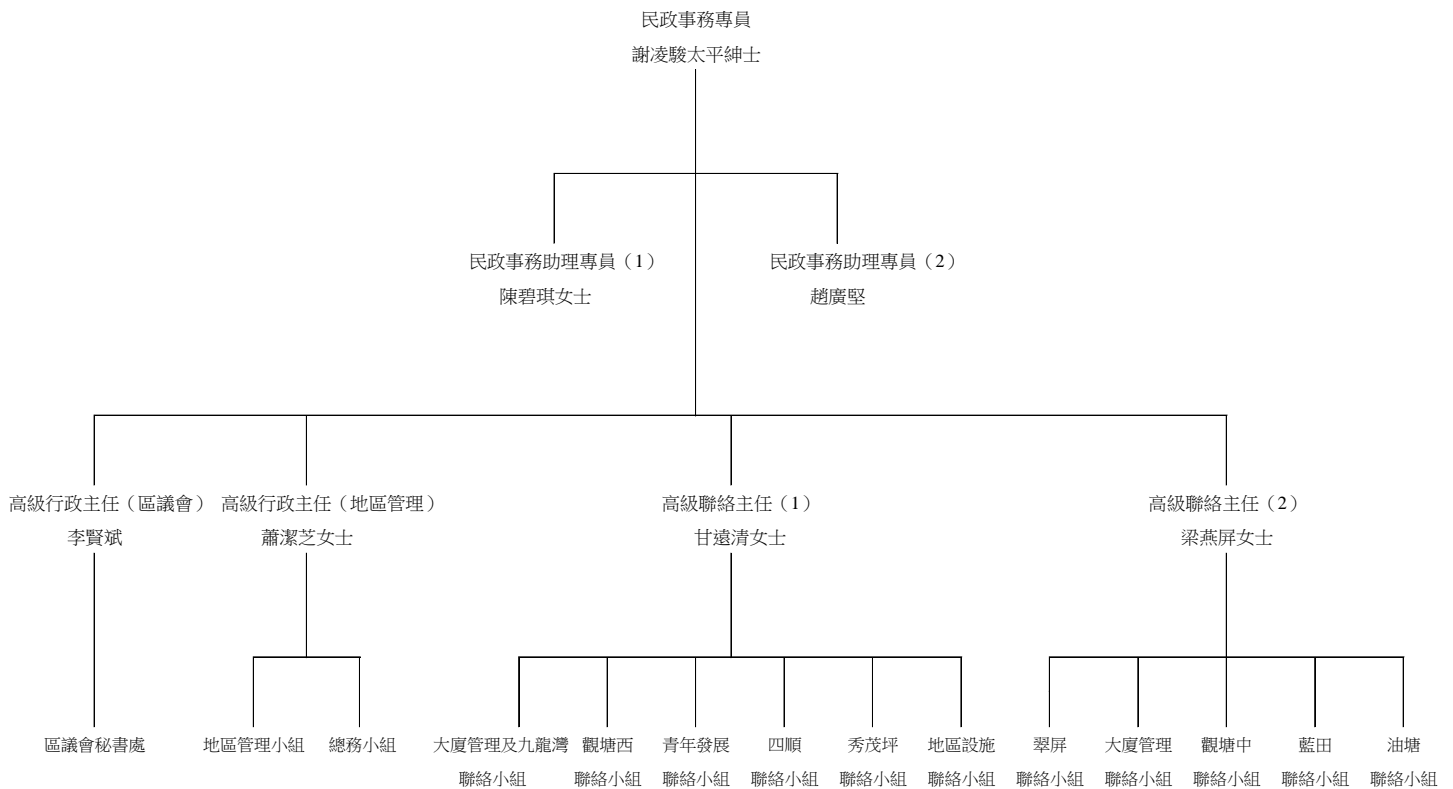 民政事務專員
謝凌駿太平紳士
民政事務助理專員（1）
陳碧琪女士
民政事務助理專員（2）
趙廣堅
高級行政主任（區議會）
李賢斌
高級行政主任（地區管理）
蕭潔芝女士
高級聯絡主任（1）
甘遠清女士
高級聯絡主任（2）
梁燕屏女士
區議會秘書處
地區管理小組
總務小組
大廈管理及九龍灣
聯絡小組
觀塘西
聯絡小組
青年發展
聯絡小組
四順
聯絡小組
秀茂坪
聯絡小組
地區設施
聯絡小組
翠屏
聯絡小組
大廈管理
聯絡小組
觀塘中
聯絡小組
藍田
聯絡小組
油塘
聯絡小組